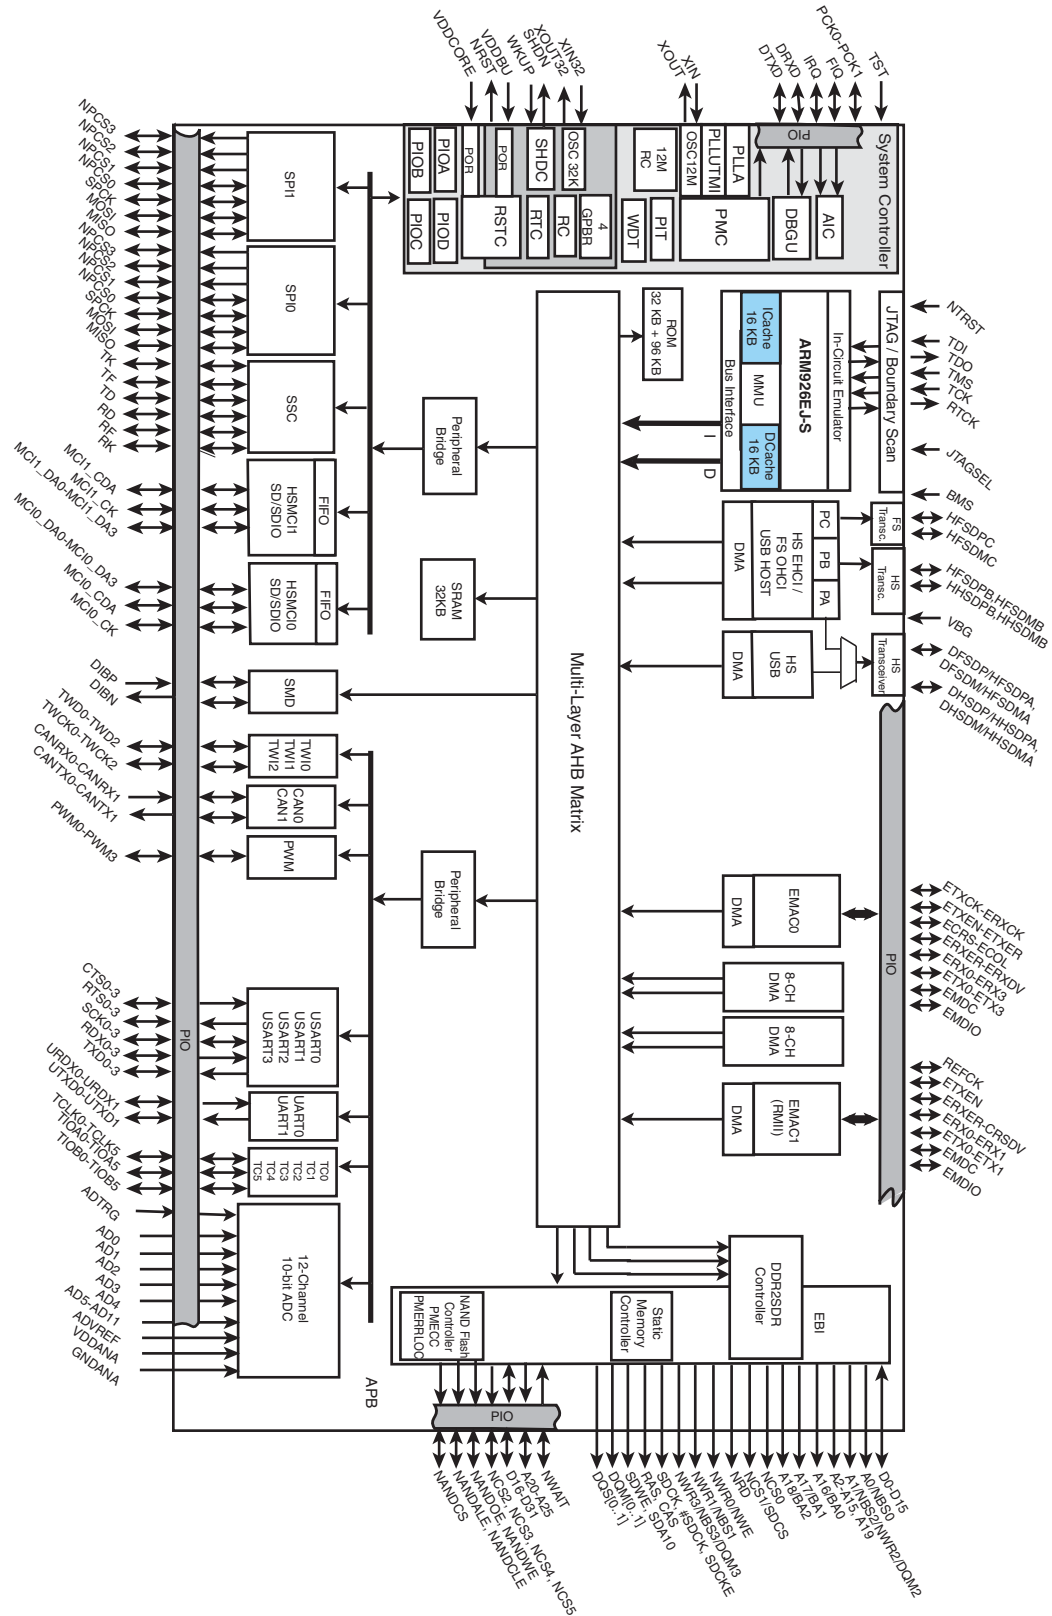 TST
PCK0-PCK1
FIQ
IRQ
DRXD
DTXD
XIN
XOUT
XIN32
XOUT32
SHDN
WKUP
VDDBU
NRST
VDDCORE
System Controller
PIO
AIC
DBGU
PLLA
PLLUTMI
OSC12M
PMC
12M
RC
PIT
WDT
OSC 32K
4
GPBR
RC
SHDC
RTC
POR
POR
RSTC
PIOA
PIOD
PIOB
PIOC
NTRST
TDI
TDO
TMS
TCK
RTCK
JTAGSEL
JTAG / Boundary Scan
In-Circuit Emulator
ARM926EJ-S
ICache
16 KB
MMU
DCache
16 KB
Bus Interface
I
D
ROM
32 KB + 96 KB
BMS
HFSDPC
HFSDMC
HFSDPB,HFSDMB
HHSDPB,HHSDMB
VBG
DFSDP/HFSDPA,
DFSDM/HFSDMA
DHSDP/HHSDPA,
DHSDM/HHSDMA
FS
Transc.
HS
Transc.
HS
Transceiver
PC
PB
PA
HS EHCI /
FS OHCI
USB HOST
DMA
HS
USB
DMA
Multi-Layer AHB Matrix
Peripheral
Bridge
SRAM
32KB
Peripheral
Bridge
PIO
ETXCK-ERXCK
ETXEN-ETXER
ECRS-ECOL
ERXER-ERXDV
ERX0-ERX3
ETX0-ETX3
EMDC
EMDIO
REFCK
ETXEN
ERXER-CRSDV
ERX0-ERX1
ETX0-ETX1
EMDC
EMDIO
EMAC0
DMA
8-CH
DMA
8-CH
DMA
EMAC1
(RMII)
DMA
DDR2SDR
Controller
EBI
Static
Memory
Controller
NAND Flash
Controller
PMECC
PMERRLOC
D0-D15
A0/NBS0
A1/NBS2/NWR2/DQM2
A2-A15, A19
A16/BA0
A17/BA1
A18/BA2
NCS0
NCS1/SDCS
NRD
NWR0/NWE
NWR1/NBS1
NWR3/NBS3/DQM3
SDCK, #SDCK, SDCKE
RAS, CAS
SDWE, SDA10
DQM[0..1]
DQS[0..1]
PIO
NWAIT
A20-A25
D16-D31
NCS2, NCS3, NCS4, NCS5
NANDOE, NANDWE
NANDALE, NANDCLE
NANDCS
APB
SPI1
SPI0
SSC
FIFO
HSMCI1
SD/SDIO
FIFO
HSMCI0
SD/SDIO
SMD
TWI0
TWI1
TWI2
CAN0
CAN1
PWM
USART0
USART1
USART2
USART3
UART0
UART1
TC0
TC1
TC2
TC3
TC4
TC5
12-Channel
10-bit ADC
PIO
NPCS3
NPCS2
NPCS1
NPCS0
SPCK
MOSI
MISO
NPCS3
NPCS2
NPCS1
NPCS0
SPCK
MOSI
MISO
TK
TF
TD
RD
RF
RK
MCI1_CDA
MCI1_CK
MCI1_DA0-MCI1_DA3
MCI0_DA0-MCI0_DA3
MCI0_CDA
MCI0_CK
DIBP
DIBN
TWD0-TWD2
TWCK0-TWCK2
CANRX0-CANRX1
CANTX0-CANTX1
PWM0-PWM3
CTS0-3
RTS0-3
SCK0-3
RDX0-3
TXD0-3
URDX0-URDX1
UTXD0-UTXD1
TCLK0-TCLK5
TIOA0-TIOA5
TIOB0-TIOB5
ADTRG
AD0
AD1
AD2
AD3
AD4
AD5-AD11
ADVREF
VDDANA
GNDANA